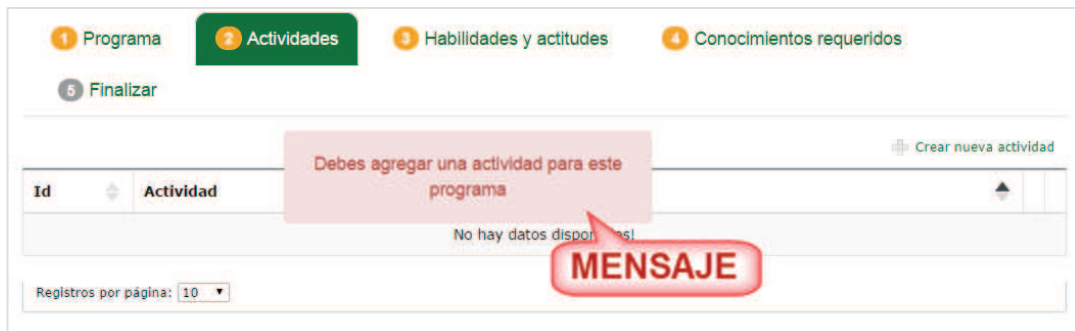 1 Programa 2 Actividades 3 Habilidades y actitudes 4 Conocimientos requeridos
5 Finalizar
Crear nueva actividad
Debes agregar una actividad para este
programa
Id Actividad
No hay datos disponibles!
MENSAJE
Registros por página: 10